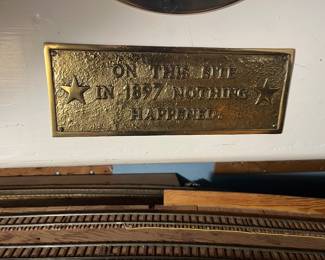 ON THIS SITE
IN 1897 NOTHING
HAPPENED.